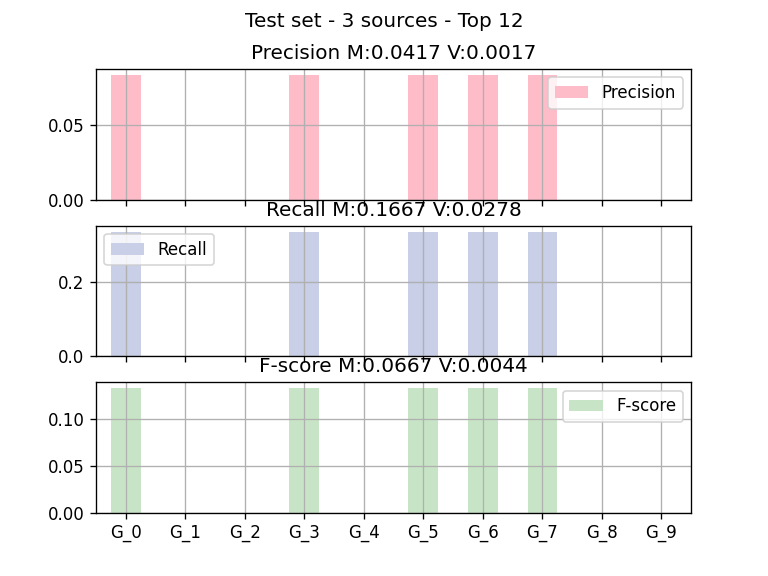 Test set - 3 sources - Top 12
Precision M:0.0417 V:0.0017
Precision
0.05
0.00
Recall M:0.1667 V:0.0278
Recall
0.2
0.0
F-score M:0.0667 V:0.0044
F-score
0.10
0.05
0.00
G_0 G_1 G_2 G_3 G_4 G_5 G_6 G_7 G_8 G_9